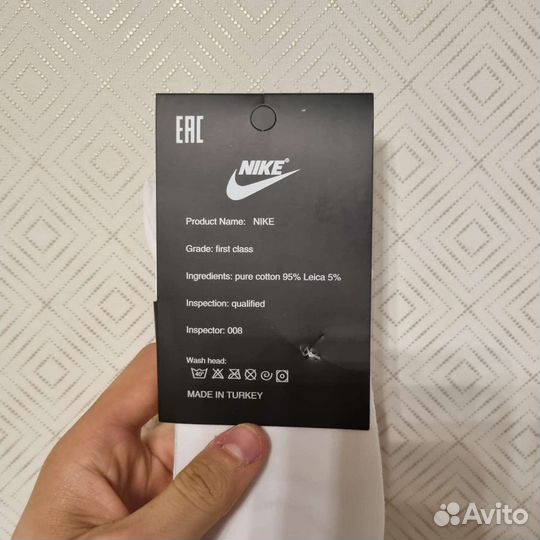 EAC
NIKE®
Product Name: NIKE
Grade: first class
Ingredients: pure cotton 95% Leica 5%
Inspection: qualified
Inspector: 008
Wash head:
40°
MADE IN TURKEY
Avito